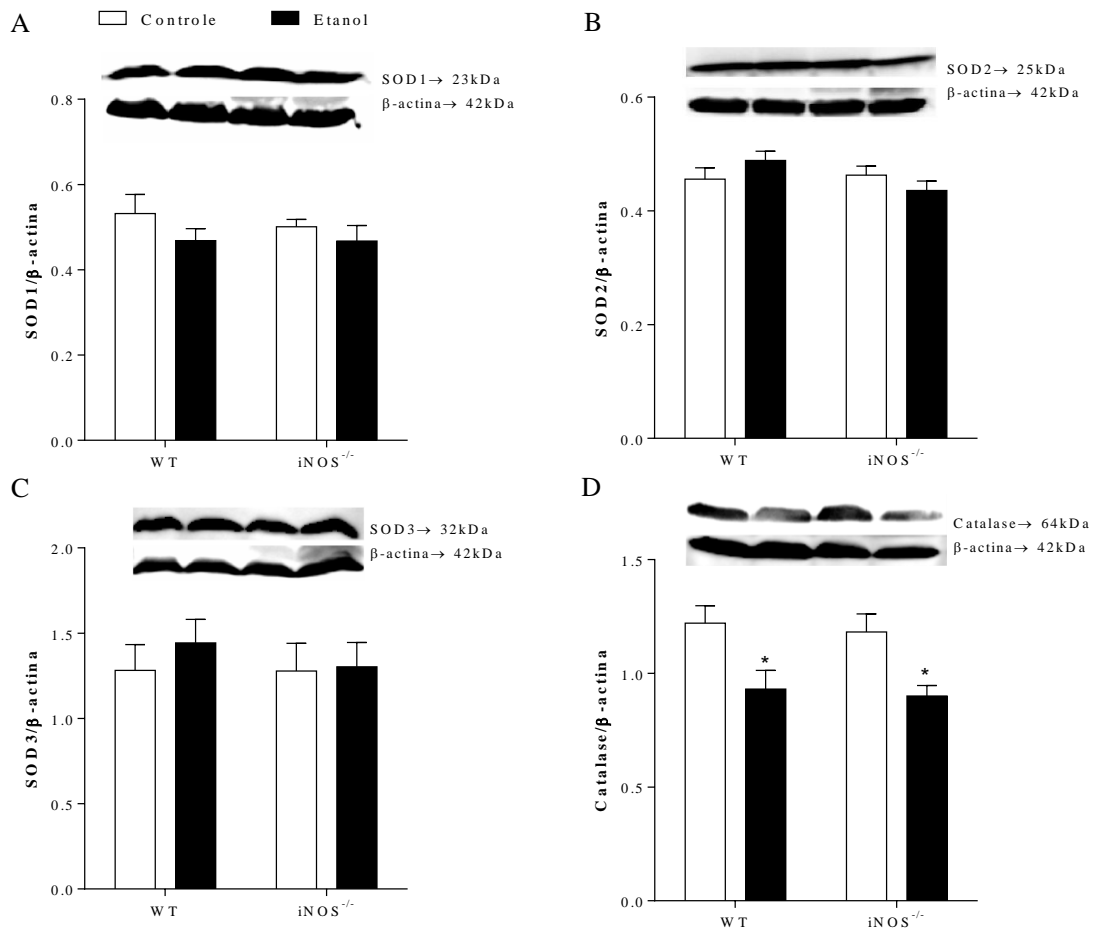 A
Controle
Etanol
SOD1→ 23kDa
β-actina→ 42kDa
0.8
0.6
0.4
0.2
0.0
SOD1/β-actina
WT
iNOS-/-
B
SOD2→ 25kDa
β-actina→ 42kDa
0.6
0.4
0.2
0.0
SOD2/β-actina
WT
iNOS-/-
C
SOD3→ 32kDa
β-actina→ 42kDa
2.0
1.5
1.0
0.5
0.0
SOD3/β-actina
WT
iNOS-/-
D
Catalase→ 64kDa
β-actina→ 42kDa
1.5
1.0
0.5
0.0
Catalase/β-actina
*
*
WT
iNOS-/-